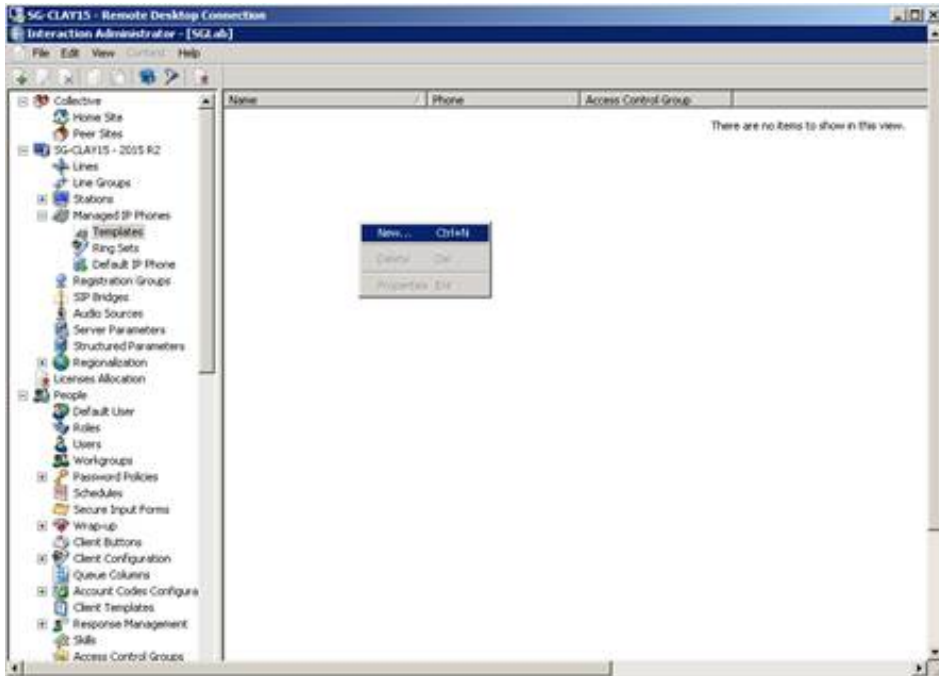 SG-CLAY15 - Remote Desktop Connection
Interaction Administrator - [SGLab]
File Edit View Context Help
Name / Phone Access Control Group
There are no items to show in this view.
Collective
Home Site
Peer Sites
SG-CLAY15 - 2015 R2
Lines
Line Groups
Stations
Managed IP Phones
Templates
Ring Sets
Default IP Phone
Registration Groups
SIP Bridges
Audio Sources
Server Parameters
Structured Parameters
Regionalization
Licenses Allocation
People
Default User
Roles
Users
Workgroups
Password Policies
Schedules
Secure Input Forms
Wrap-up
Client Buttons
Client Configuration
Queue Columns
Account Codes Configura
Client Templates
Response Management
Skills
Access Control Groups
New... Ctrl+N
Delete Del
Properties Ent